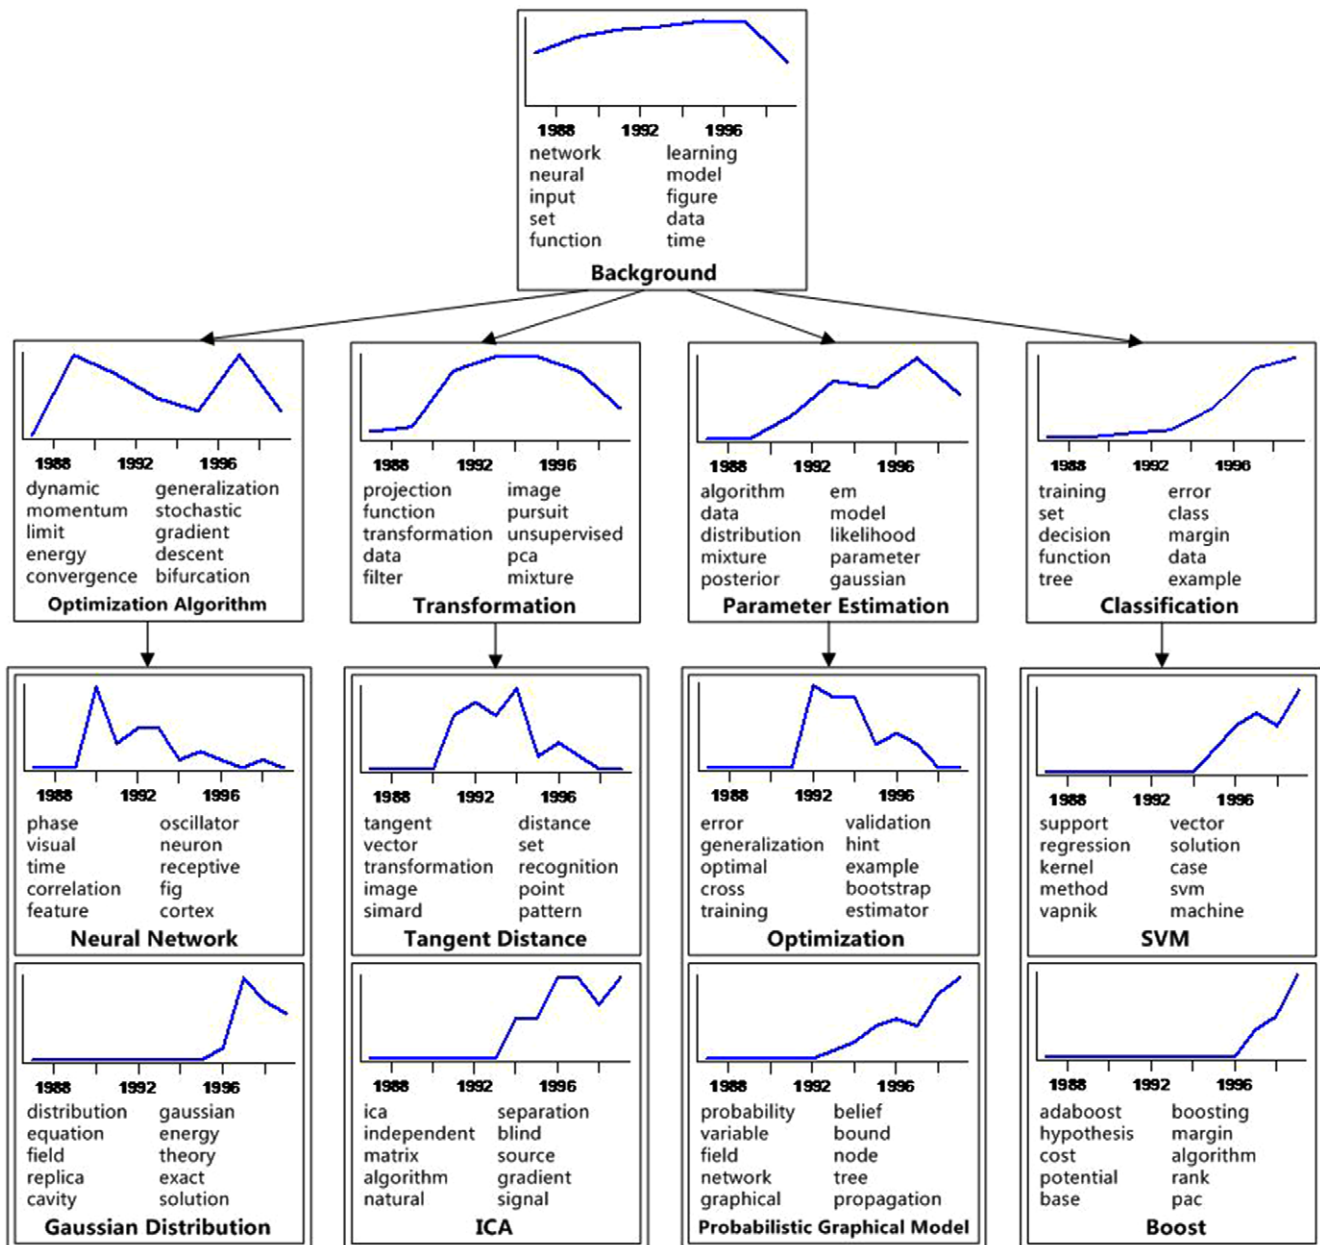 1988 1992 1996
network learning
neural model
input figure
set data
function time
Background
1988 1992 1996
dynamic generalization
momentum stochastic
limit gradient
energy descent
convergence bifurcation
Optimization Algorithm
1988 1992 1996
projection image
function pursuit
transformation unsupervised
data pca
filter mixture
Transformation
1988 1992 1996
algorithm em
data model
distribution likelihood
mixture parameter
posterior gaussian
Parameter Estimation
1988 1992 1996
training error
set class
decision margin
function data
tree example
Classification
1988 1992 1996
phase oscillator
visual neuron
time receptive
correlation fig
feature cortex
Neural Network
1988 1992 1996
tangent distance
vector set
transformation recognition
image point
simard pattern
Tangent Distance
1988 1992 1996
error validation
generalization hint
optimal example
cross bootstrap
training estimator
Optimization
1988 1992 1996
support vector
regression solution
kernel case
method svm
vapnik machine
SVM
1988 1992 1996
distribution gaussian
equation energy
field theory
replica exact
cavity solution
Gaussian Distribution
1988 1992 1996
ica separation
independent blind
matrix source
algorithm gradient
natural signal
ICA
1988 1992 1996
probability belief
variable bound
field node
network tree
graphical propagation
Probabilistic Graphical Model
1988 1992 1996
adaboost boosting
hypothesis margin
cost algorithm
potential rank
base pac
Boost